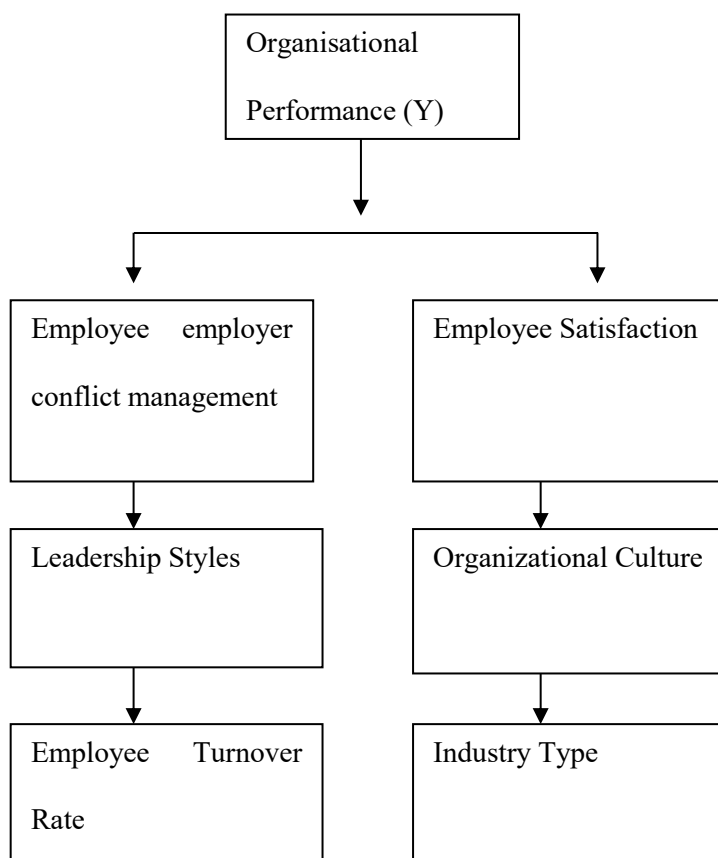 Organisational
Performance (Y)
Employee employer
conflict management
Employee Satisfaction
Leadership Styles
Organizational Culture
Employee Turnover
Rate
Industry Type